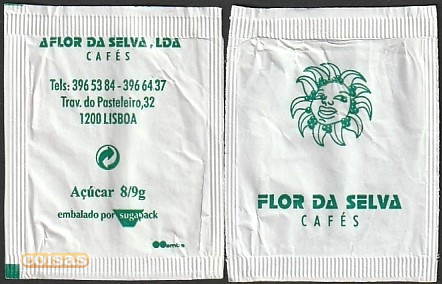 A FLOR DA SELVA, LDA
CAFÉS
Tels: 396 53 84 - 396 64 37
Trav. do Pasteleiro, 32
1200 LISBOA
Açúcar 8/9g
embalado por sugapack
coisas
FLOR DA SELVA
CAFÉS